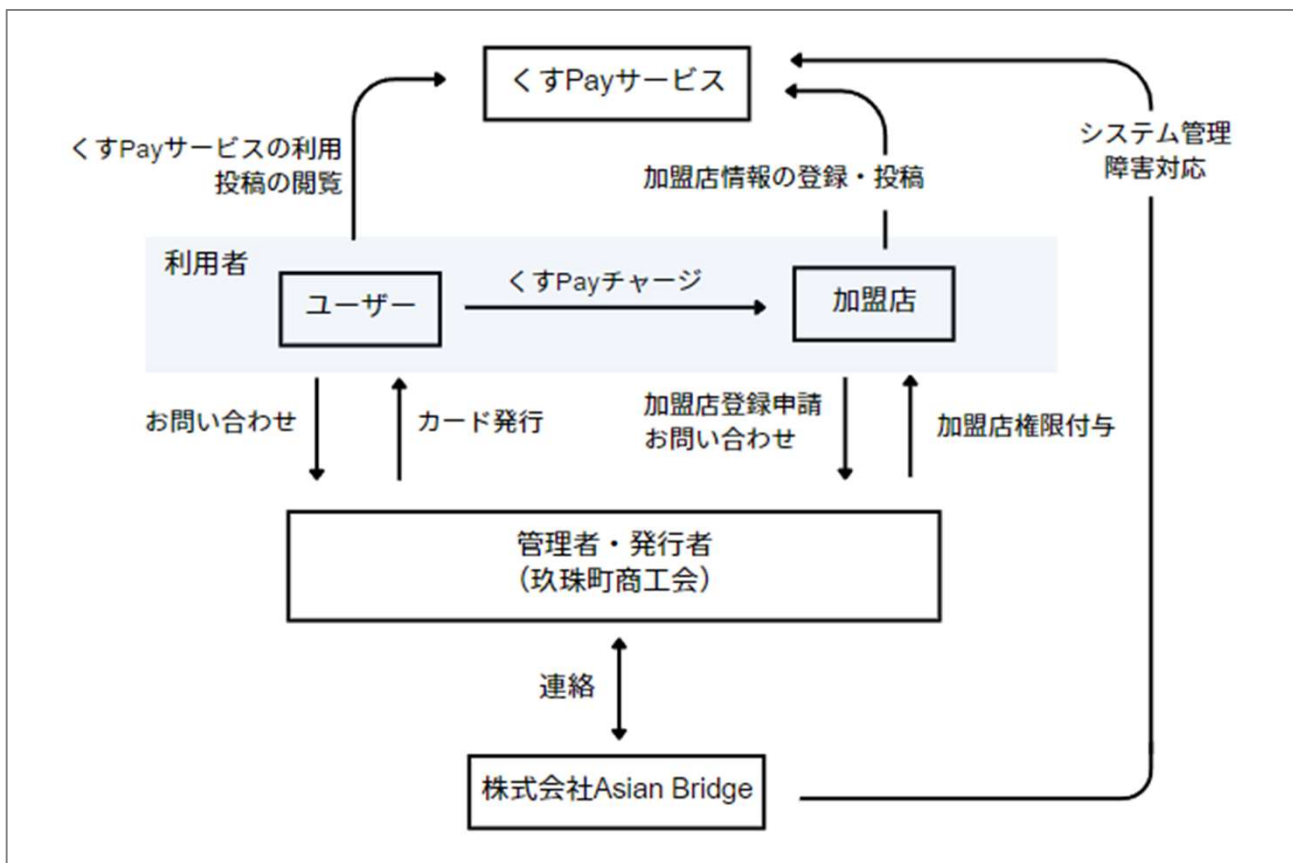 くすPayサービス
くすPayサービスの利用
投稿の閲覧
加盟店情報の登録・投稿
システム管理
障害対応
利用者
ユーザー
くすPayチャージ
加盟店
お問い合わせ
カード発行
加盟店登録申請
お問い合わせ
加盟店権限付与
管理者・発行者
（玖珠町商工会）
連絡
株式会社Asian Bridge